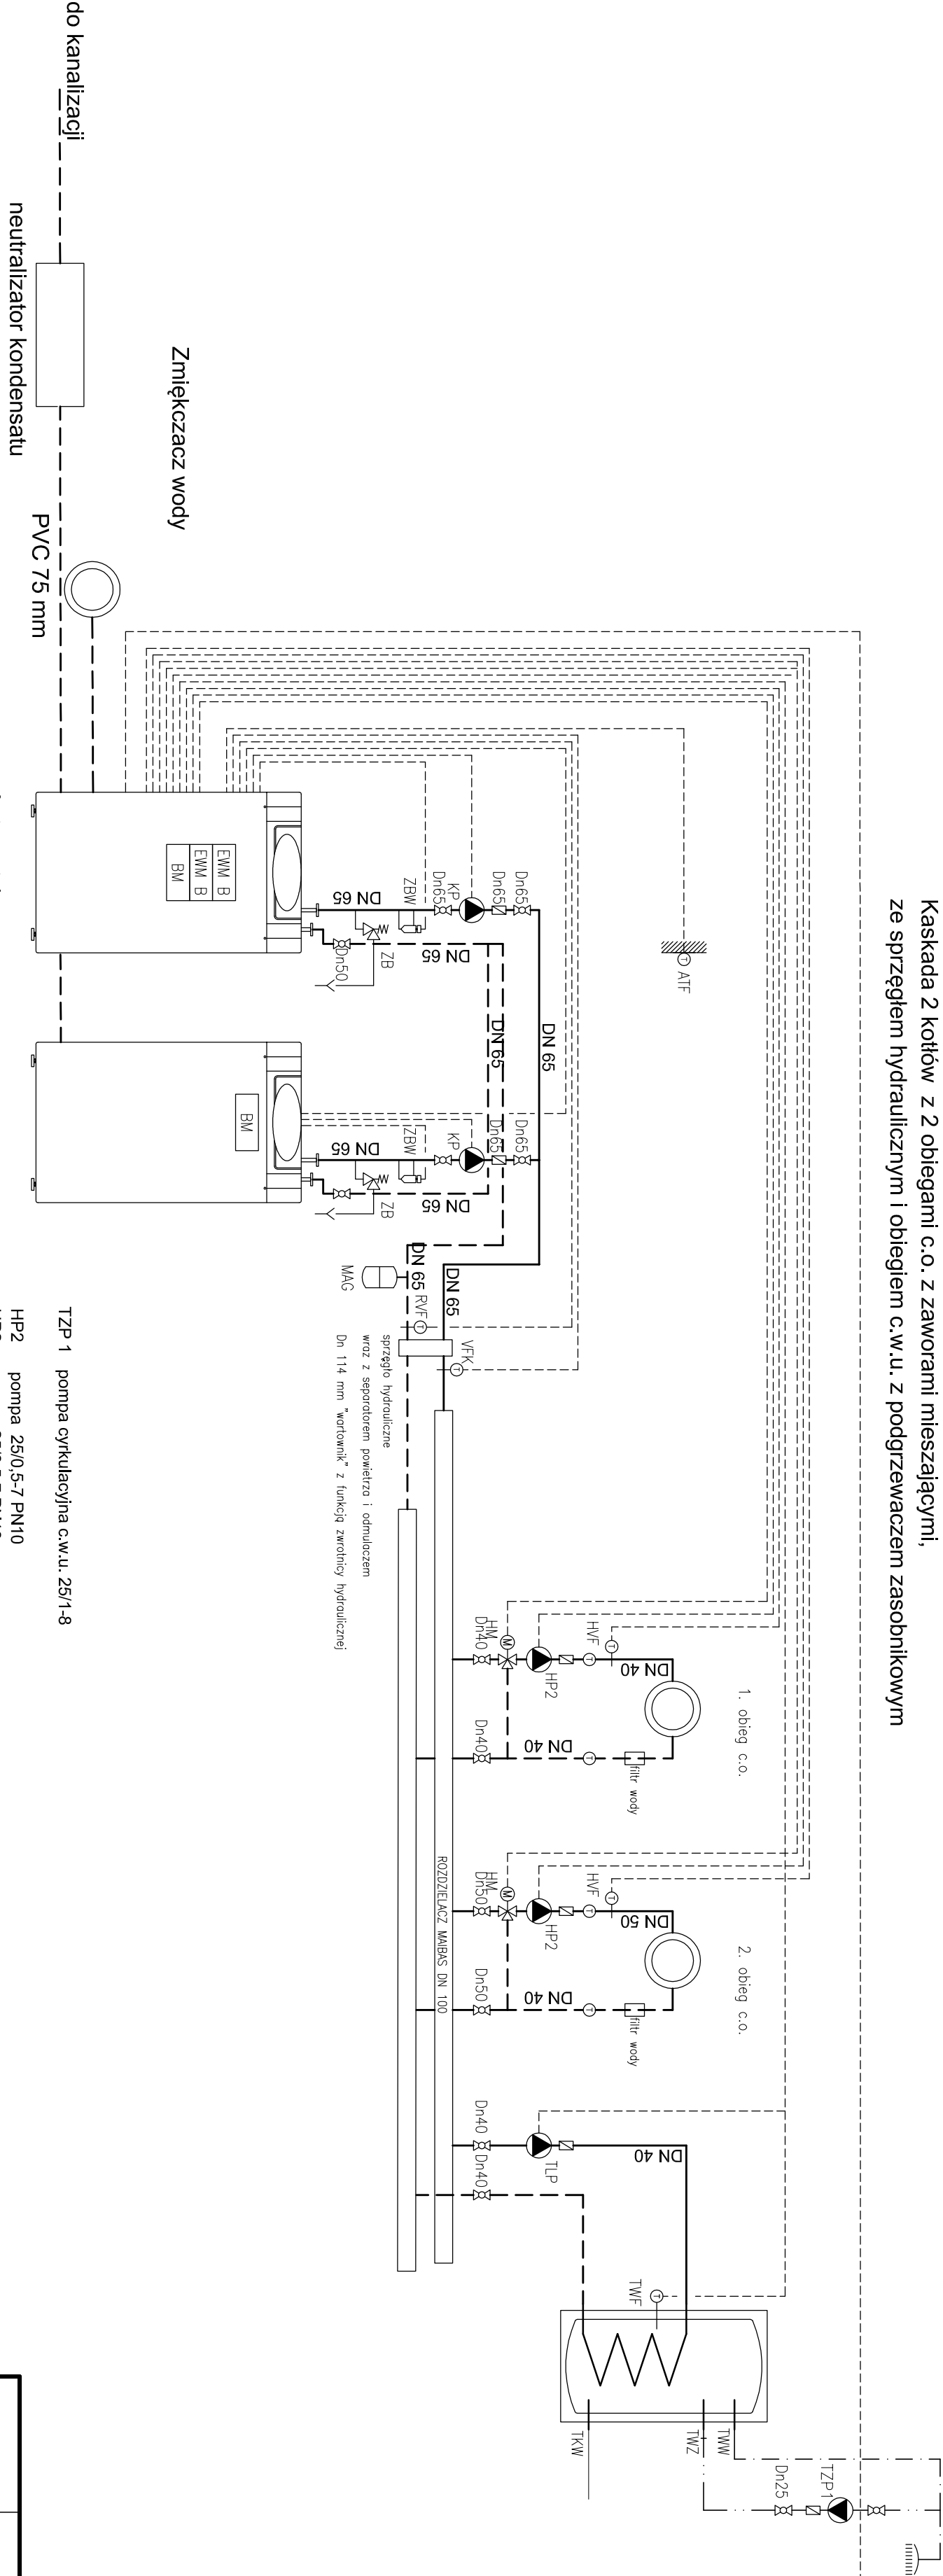 Kaskada 2 kotłów z 2 obiegami c.o. z zaworami mieszającymi,
ze sprzęgłem hydraulicznym i obiegiem c.w.u. z podgrzewaczem zasobnikowym
TZP1
Dn25
TWW
TWZ
TKW
TWF
1. obieg c.o.
2. obieg c.o.
ATF
DN 40
DN 50
DN 40
filtr wody
filtr wody
HVF
HVF
HP2
HP2
TLP
DN 40
DN 40
HM
Dn40
Dn40
HM
Dn50
Dn50
Dn40
Dn40
ROZDZIELACZ MAIBAS DN 100
DN 65
DN 65
Dn65
Dn65
Dn65
KP
ZBW
DN 65
DN 65
ZB
Dn50
Dn65
KP
ZBW
DN 65
DN 65
ZB
DN 65
DN 65
VFK
RVF
MAG
sprzęgło hydrauliczne
wraz z separatorem powietrza i odmulaczem
Dn 114 mm "wartownik" z funkcją zwrotnicy hydraulicznej
EWM B
EWM B
BM
BM
Zmiękczacz wody
do kanalizacji
neutralizator kondensatu
PVC 75 mm
TZP 1 pompa cyrkulacyjna c.w.u. 25/1-8
HP2 pompa 25/0,5-7 PN10